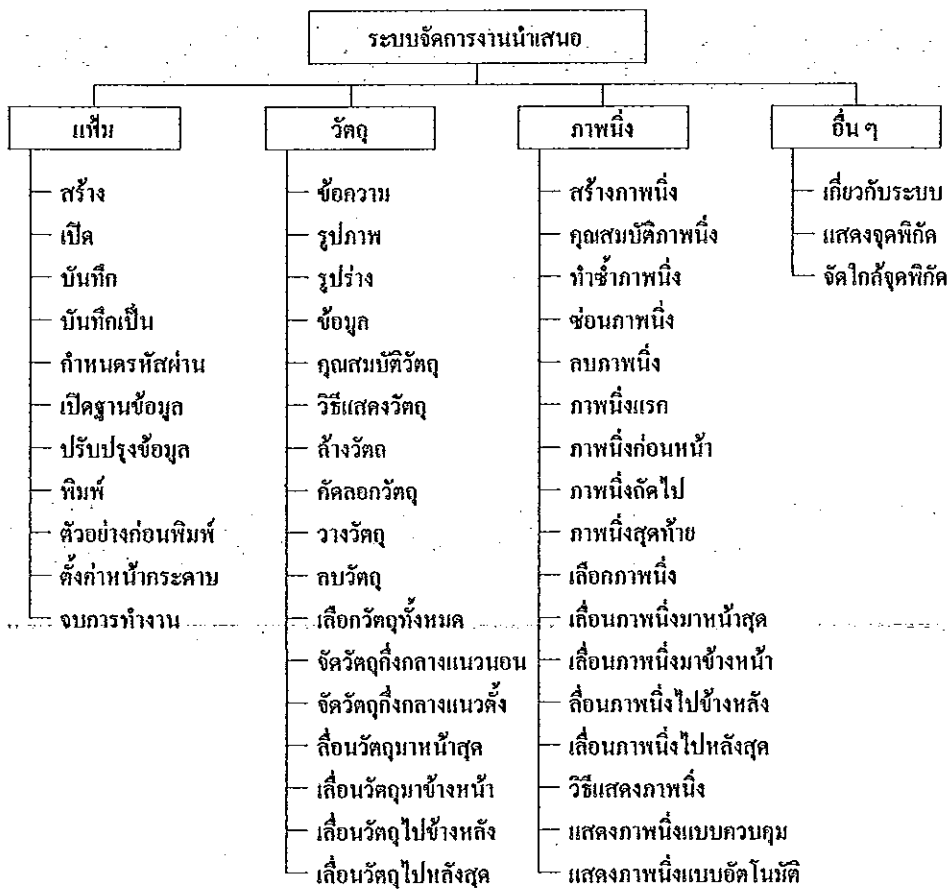 ระบบจัดการงานนำเสนอ
แฟ้ม
สร้าง
เปิด
บันทึก
บันทึกเป็น
กำหนดรหัสผ่าน
เปิดฐานข้อมูล
ปรับปรุงข้อมูล
พิมพ์
ตัวอย่างก่อนพิมพ์
ตั้งค่าหน้ากระดาบ
จบการทำงาน
วัตถุ
ข้อความ
รูปภาพ
รูปร่าง
ข้อมูล
คุณสมบัติวัตถุ
วิธีแสดงวัตถุ
ล้างวัตถ
คัดลอกวัตถุ
วางวัตถุ
ลบวัตถุ
เลือกวัตถุทั้งหมด
จัดวัตถุกึ่งกลางแนวนอน
จัดวัตถุกึ่งกลางแนวตั้ง
ลื่อนวัตถุมาหน้าสุด
เลื่อนวัตถุมาข้างหน้า
เลื่อนวัตถุไปข้างหลัง
เลื่อนวัตถุไปหลังสุด
ภาพนิ่ง
สร้างภาพนิ่ง
คุณสมบัติภาพนิ่ง
ทำซ้ำภาพนิ่ง
ซ่อนภาพนิ่ง
ลบภาพนิ่ง
ภาพนิ่งแรก
ภาพนิ่งก่อนหน้า
ภาพนิ่งถัดไป
ภาพนิ่งสุดท้าย
เลือกภาพนิ่ง
เลื่อนภาพนิ่งมาหน้าสุด
เลื่อนภาพนิ่งมาข้างหน้า
ลื่อนภาพนิ่งไปข้างหลัง
เลื่อนภาพนิ่งไปหลังสุด
วิธีแสดงภาพนิ่ง
แสดงภาพนิ่งแบบควบคุม
แสดงภาพนิ่งแบบอัตโนมัติ
อื่น ๆ
เกี่ยวกับระบบ
แสดงจุดพิกัด
จัดใกล้จุดพิกัด